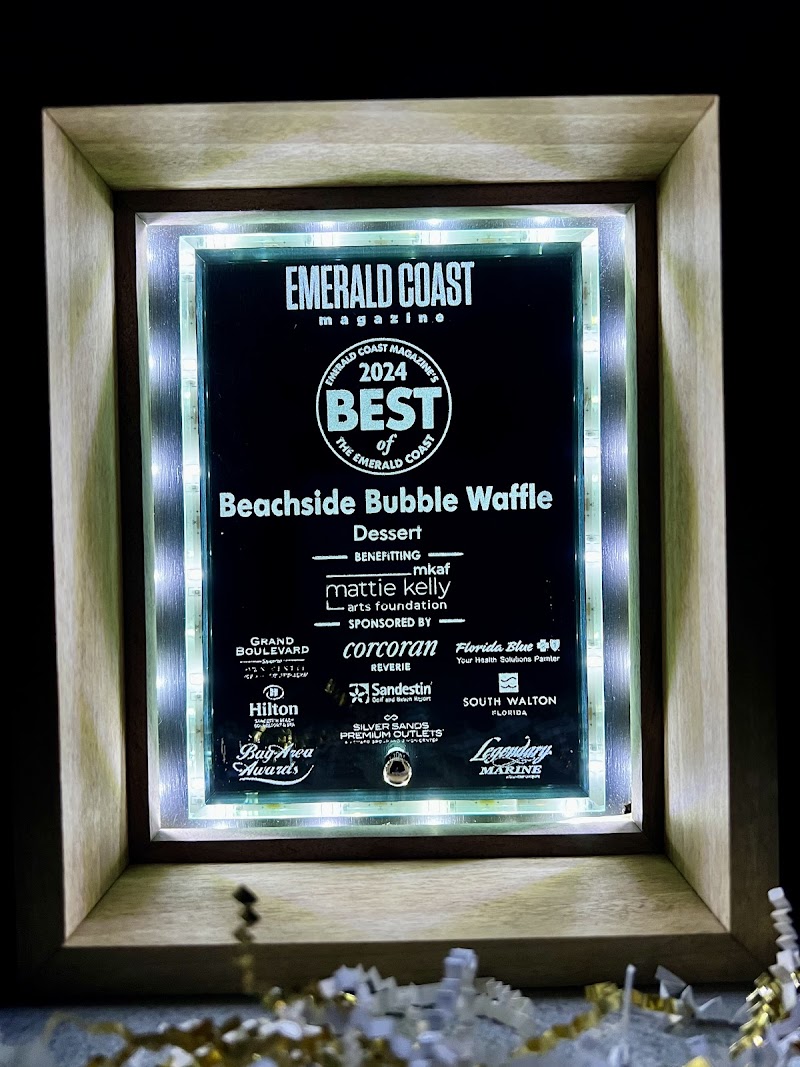 EMERALD COAST
magazine
EMERALD COAST MAGAZINE'S
2024
BEST
of
THE EMERALD COAST
Beachside Bubble Waffle
Dessert
BENEFITTING
mkaf
mattie kelly
arts foundation
SPONSORED BY
GRAND
BOULEVARD
corcoran
REVERIE
Florida Blue
Your Health Solutions Partner
Hilton
Sandestin
Golf and Beach Resort
SOUTH WALTON
FLORIDA
SILVER SANDS
PREMIUM OUTLETS
Bay Area
Awards
Legendary
MARINE